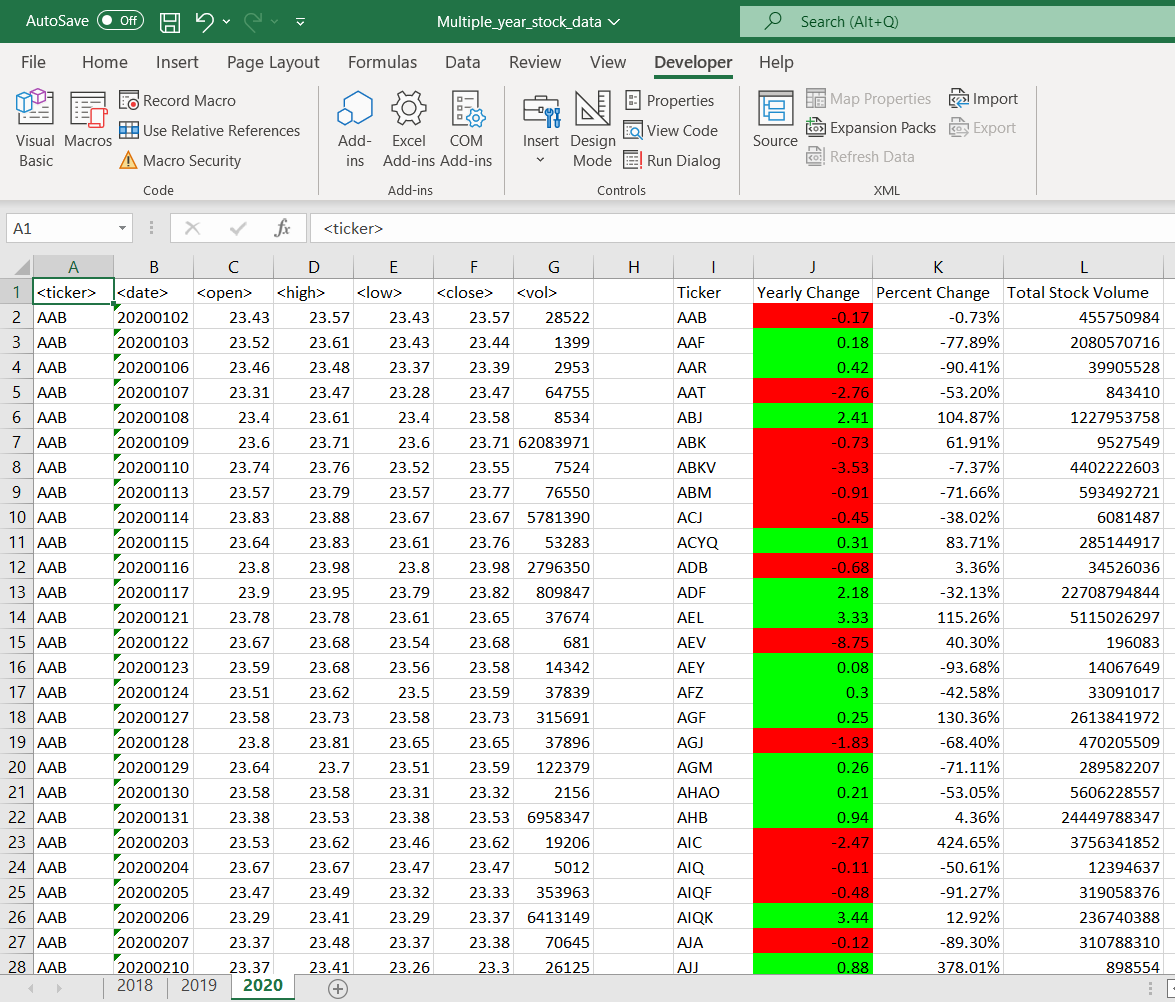 AutoSave Off Multiple_year_stock_data Search (Alt+Q)
File Home Insert Page Layout Formulas Data Review View Developer Help
Visual Basic
Macros
Record Macro
Use Relative References
Macro Security
Code
Add-ins
Excel Add-ins
COM Add-ins
Add-ins
Insert
Design Mode
Properties
View Code
Run Dialog
Controls
Source
Map Properties
Expansion Packs
Refresh Data
Import
Export
XML
A1 fx <ticker>
A B C D E F G H I J K L
1 <ticker> <date> <open> <high> <low> <close> <vol> Ticker Yearly Change Percent Change Total Stock Volume
2 AAB 20200102 23.43 23.57 23.43 23.57 28522 AAB -0.17 -0.73% 455750984
3 AAB 20200103 23.52 23.61 23.43 23.44 1399 AAF 0.18 -77.89% 2080570716
4 AAB 20200106 23.46 23.48 23.37 23.39 2953 AAR 0.42 -90.41% 39905528
5 AAB 20200107 23.31 23.47 23.28 23.47 64755 AAT -2.76 -53.20% 843410
6 AAB 20200108 23.4 23.61 23.4 23.58 8534 ABJ 2.41 104.87% 1227953758
7 AAB 20200109 23.6 23.71 23.6 23.71 62083971 ABK -0.73 61.91% 9527549
8 AAB 20200110 23.74 23.76 23.52 23.55 7524 ABKV -3.53 -7.37% 4402222603
9 AAB 20200113 23.57 23.79 23.57 23.77 76550 ABM -0.91 -71.66% 593492721
10 AAB 20200114 23.83 23.88 23.67 23.67 5781390 ACJ -0.45 -38.02% 6081487
11 AAB 20200115 23.64 23.83 23.61 23.76 53283 ACYQ 0.31 83.71% 285144917
12 AAB 20200116 23.8 23.98 23.8 23.98 2796350 ADB -0.68 3.36% 34526036
13 AAB 20200117 23.9 23.95 23.79 23.82 809847 ADF 2.18 -32.13% 22708794844
14 AAB 20200121 23.78 23.78 23.61 23.65 37674 AEL 3.33 115.26% 5115026297
15 AAB 20200122 23.67 23.68 23.54 23.68 681 AEV -8.75 40.30% 196083
16 AAB 20200123 23.59 23.68 23.56 23.58 14342 AEY 0.08 -93.68% 14067649
17 AAB 20200124 23.51 23.62 23.5 23.59 37839 AFZ 0.3 -42.58% 33091017
18 AAB 20200127 23.58 23.73 23.58 23.73 315691 AGF 0.25 130.36% 2613841972
19 AAB 20200128 23.8 23.81 23.65 23.65 37896 AGJ -1.83 -68.40% 470205509
20 AAB 20200129 23.64 23.7 23.51 23.59 122379 AGM 0.26 -71.11% 289582207
21 AAB 20200130 23.58 23.58 23.31 23.32 2156 AHAO 0.21 -53.05% 5606228557
22 AAB 20200131 23.38 23.53 23.38 23.53 6958347 AHB 0.94 4.36% 24449788347
23 AAB 20200203 23.53 23.62 23.46 23.62 19206 AIC -2.47 424.65% 3756341852
24 AAB 20200204 23.67 23.67 23.47 23.47 5012 AIQ -0.11 -50.61% 12394637
25 AAB 20200205 23.47 23.49 23.32 23.33 353963 AIQF -0.48 -91.27% 319058376
26 AAB 20200206 23.29 23.41 23.29 23.37 6413149 AIQK 3.44 12.92% 236740388
27 AAB 20200207 23.37 23.48 23.37 23.38 70645 AJA -0.12 -89.30% 310788310
28 AAB 20200210 23.37 23.41 23.26 23.3 26125 AJJ 0.88 378.01% 898554
2018 2019 2020